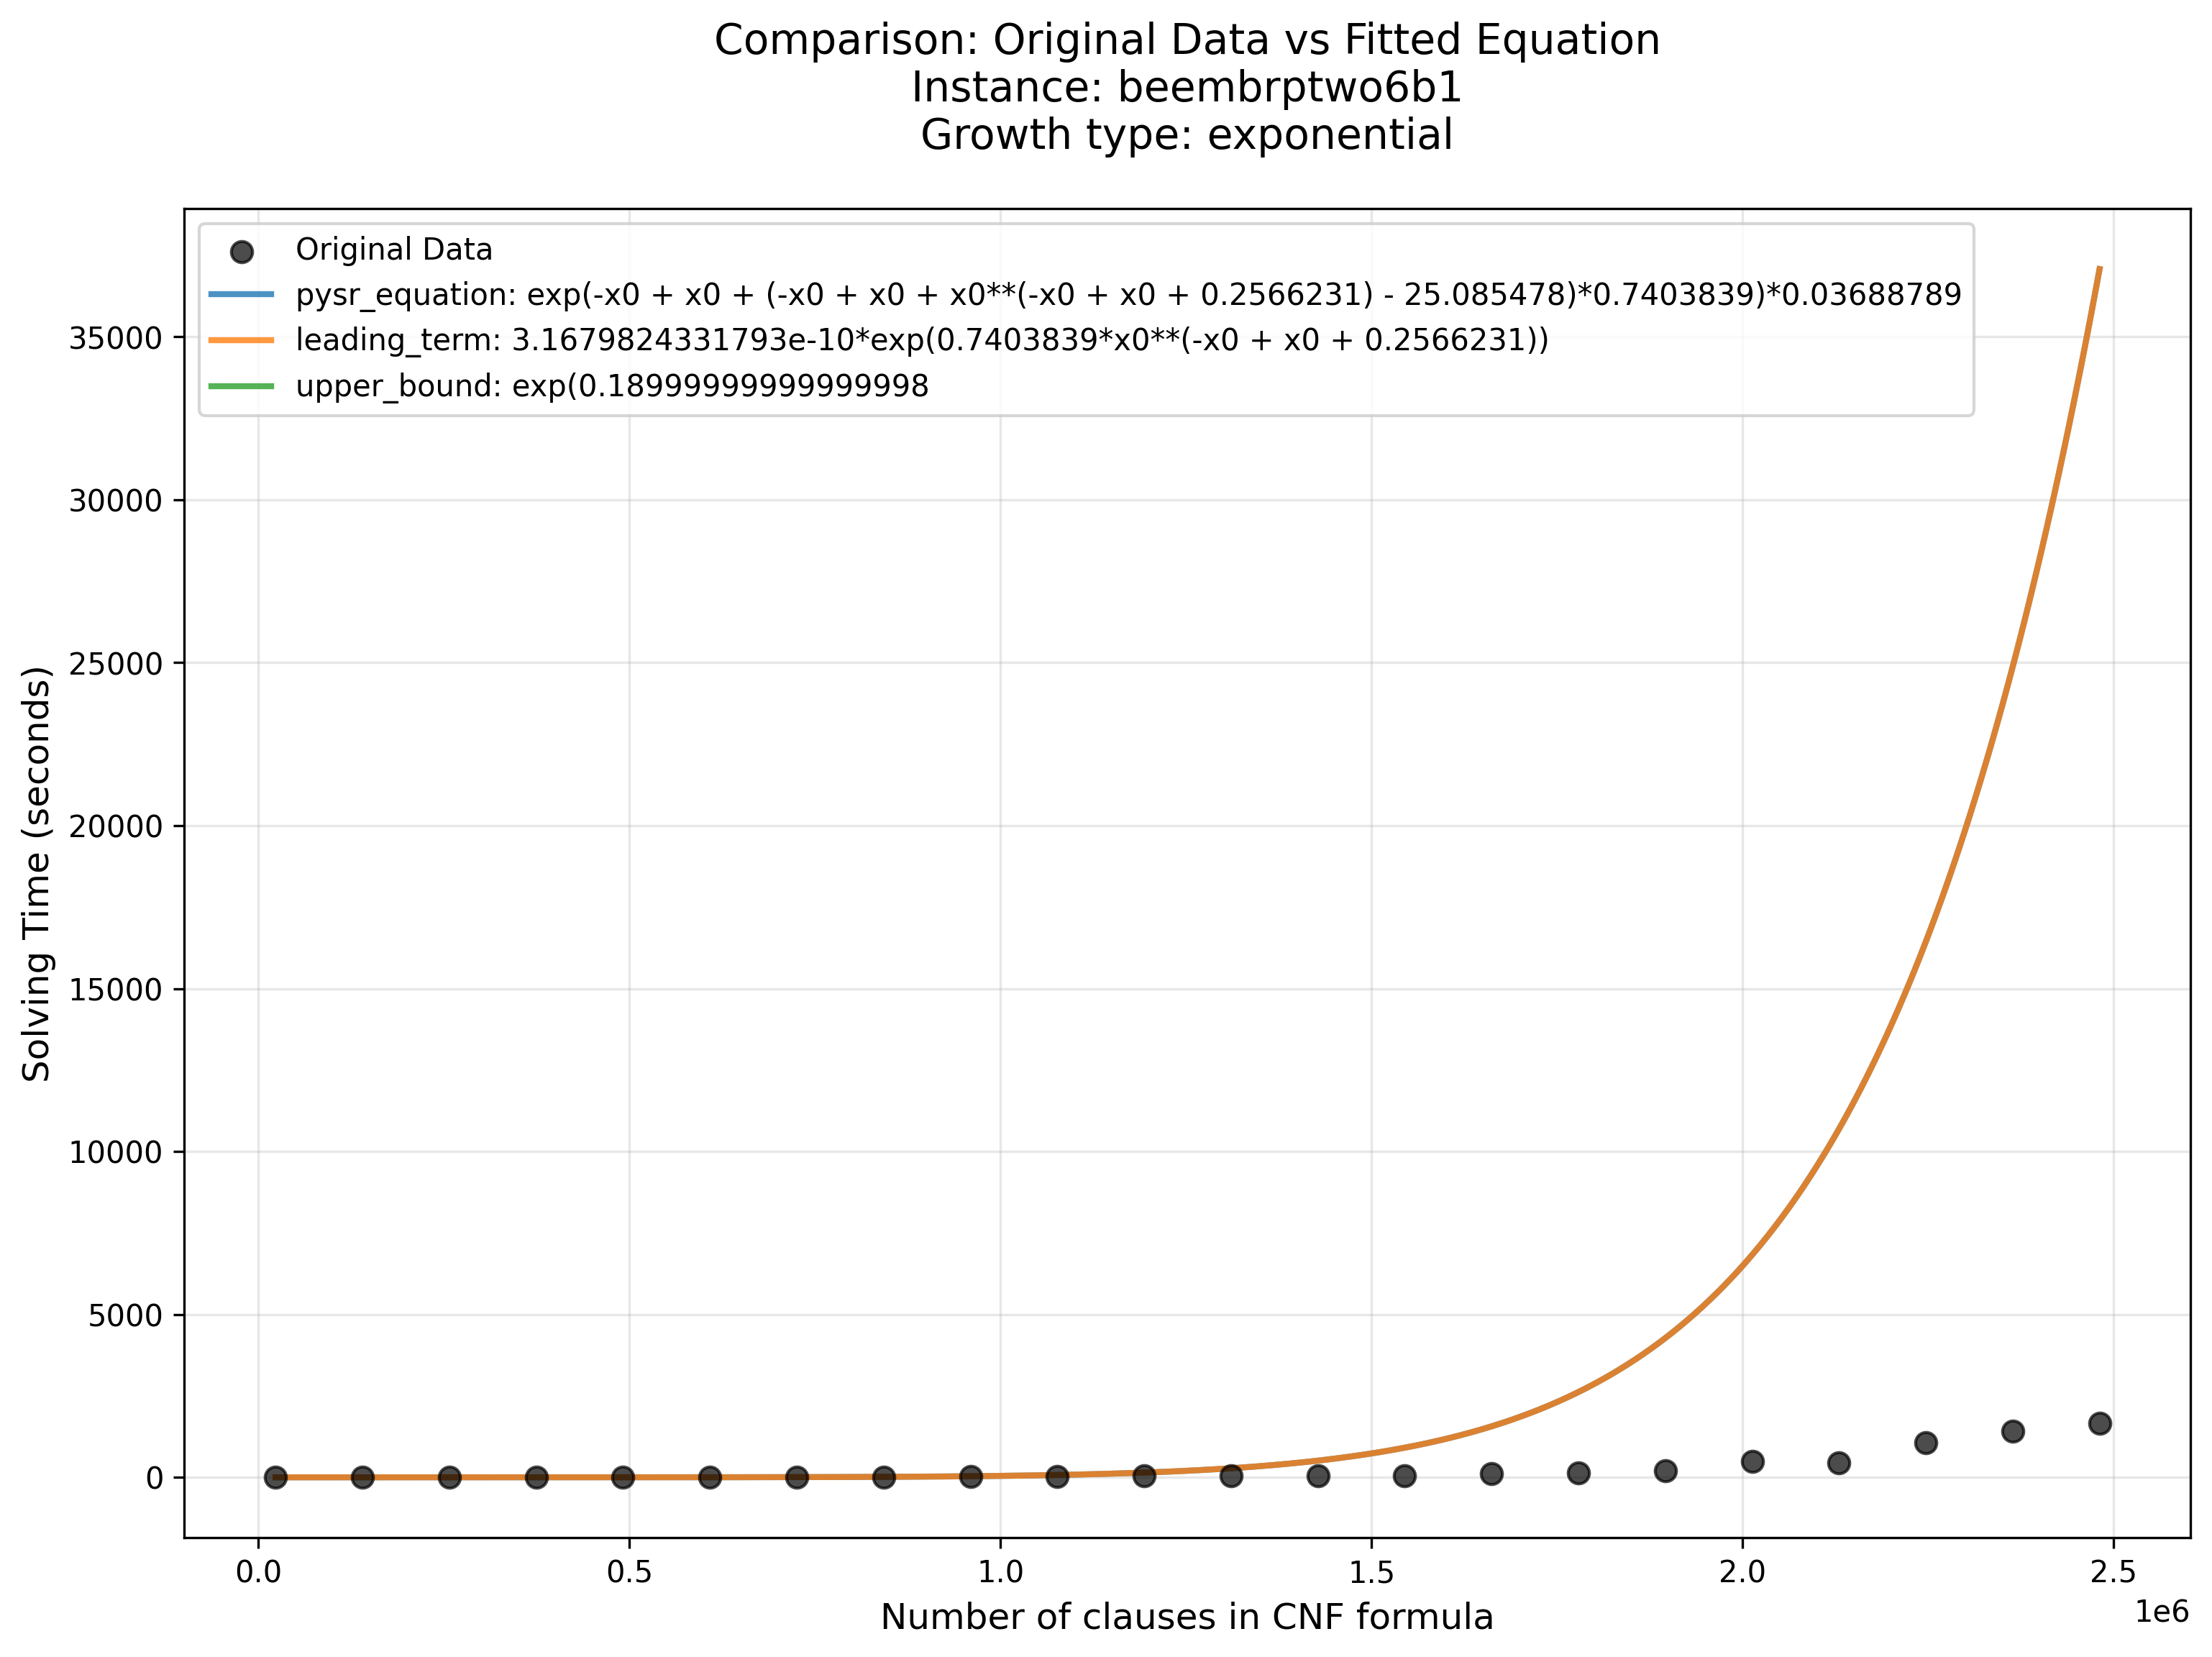 Comparison: Original Data vs Fitted Equation
Instance: beembrptwo6b1
Growth type: exponential
Original Data
pysr_equation: exp(-x0 + x0 + (-x0 + x0 + x0**(-x0 + x0 + 0.2566231) - 25.085478)*0.7403839)*0.03688789
leading_term: 3.1679824331793e-10*exp(0.7403839*x0**(-x0 + x0 + 0.2566231))
upper_bound: exp(0.18999999999999998
Solving Time (seconds)
35000
30000
25000
20000
15000
10000
5000
0
0.0 0.5 1.0 1.5 2.0 2.5
1e6
Number of clauses in CNF formula